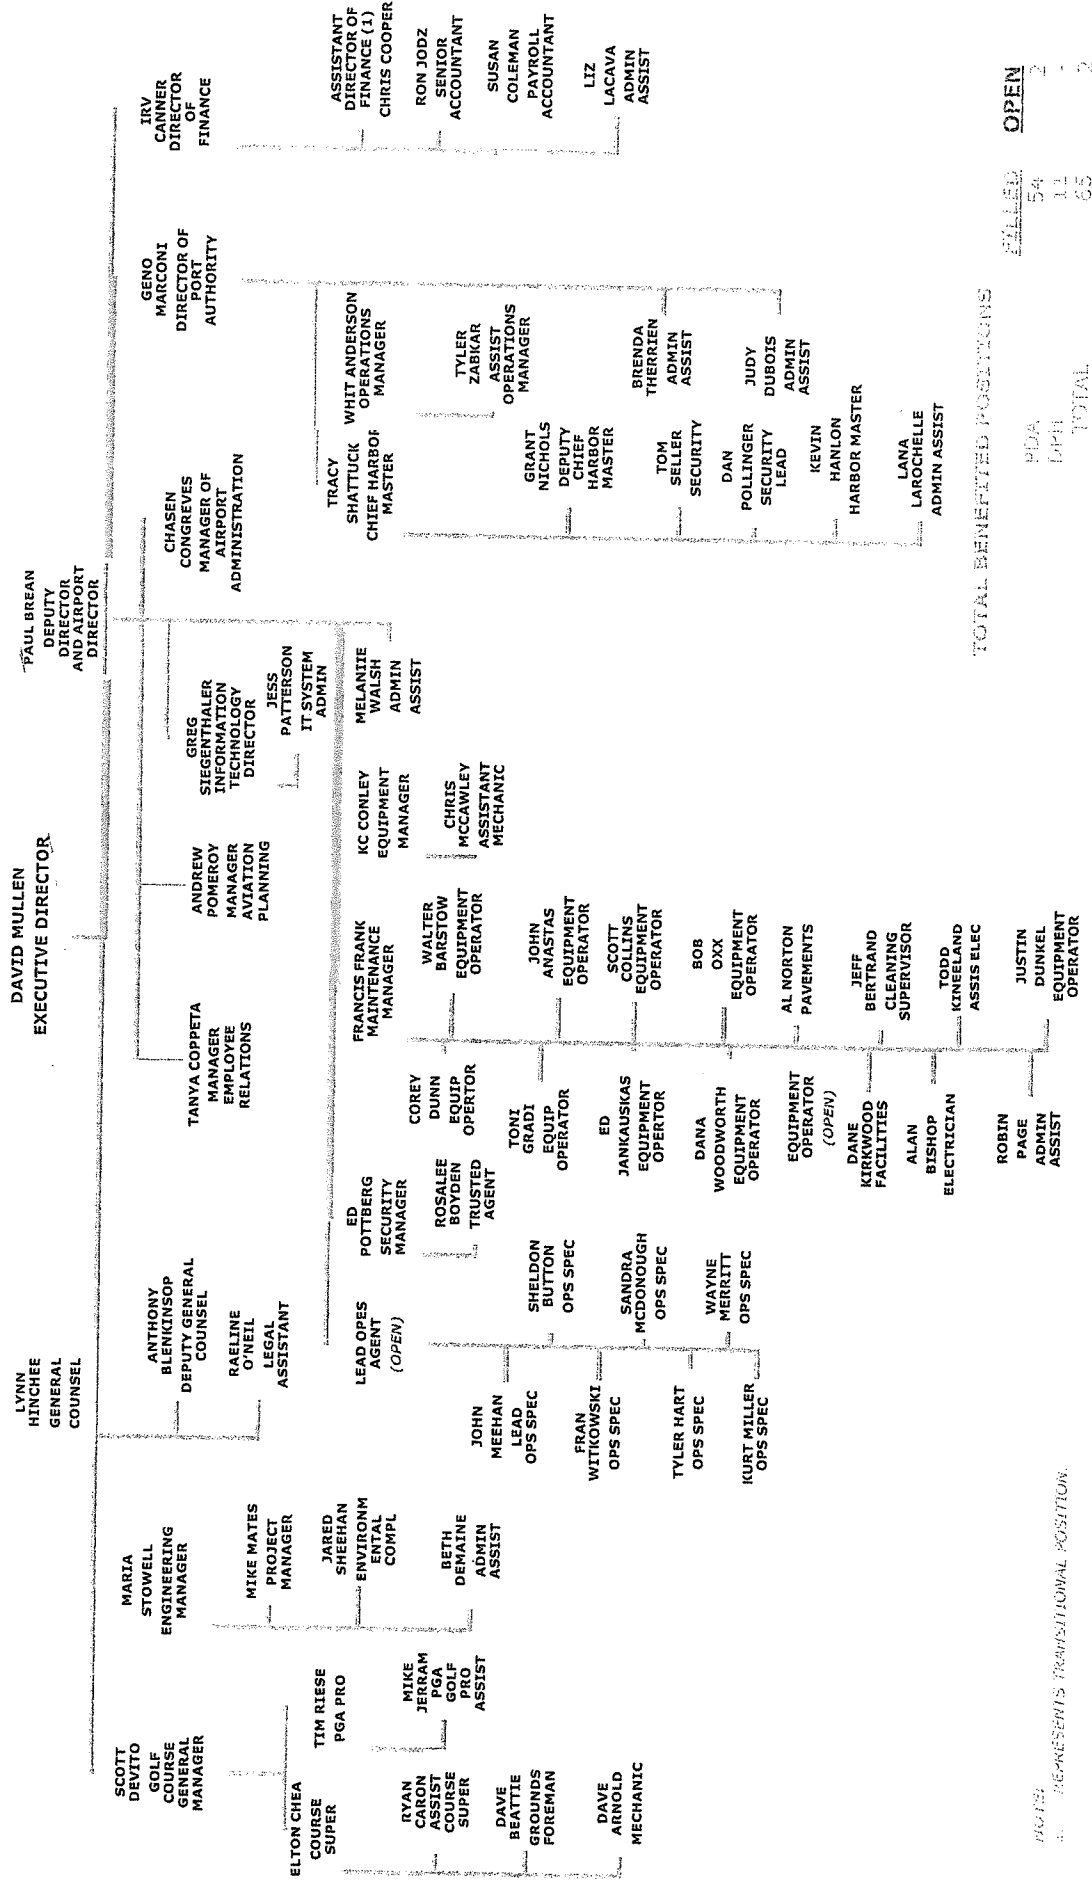 DAVID MULLEN
EXECUTIVE DIRECTOR
PAUL BREAN
DEPUTY
DIRECTOR
AND AIRPORT
DIRECTOR
LYNN
HINCHEE
GENERAL
COUNSEL
SCOTT
DEVITO
GOLF
COURSE
GENERAL
MANAGER
MARIA
STOWELL
ENGINEERING
MANAGER
ANTHONY
BLENKINSOP
DEPUTY GENERAL
COUNSEL
RAELINE
O'NEIL
LEGAL
ASSISTANT
TANYA COPPETA
MANAGER
EMPLOYEE
RELATIONS
ANDREW
POMEROY
MANAGER
AVIATION
PLANNING
GREG
SIEGENTHALER
INFORMATION
TECHNOLOGY
DIRECTOR
JESS
PATTERSON
IT SYSTEM
ADMIN
CHASEN
CONGREVES
MANAGER OF
AIRPORT
ADMINISTRATION
GENO
MARCONI
DIRECTOR OF
PORT
AUTHORITY
IRV
CANNER
DIRECTOR
OF
FINANCE
ELTON CHEA
COURSE
SUPER
TIM RIESE
PGA PRO
RYAN
CARON
ASSIST
COURSE
SUPER
MIKE
JERRAM
PGA
GOLF
PRO
ASSIST
DAVE
BEATTIE
GROUNDS
FOREMAN
DAVE
ARNOLD
MECHANIC
MIKE MATES
PROJECT
MANAGER
JARED
SHEEHAN
ENVIRONM
ENTAL
COMPL
BETH
DEMAINE
ADMIN
ASSIST
LEAD OPES
AGENT
(OPEN)
JOHN
MEEHAN
LEAD
OPS SPEC
SHELDON
BUTTON
OPS SPEC
FRAN
WITKOWSKI
OPS SPEC
SANDRA
MCDONOUGH
OPS SPEC
TYLER HART
OPS SPEC
WAYNE
MERRITT
OPS SPEC
KURT MILLER
OPS SPEC
ED
POTTBERG
SECURITY
MANAGER
ROSALEE
BOYDEN
TRUSTED
AGENT
FRANCIS FRANK
MAINTENANCE
MANAGER
COREY
DUNN
EQUIP
OPERTOR
WALTER
BARSTOW
EQUIPMENT
OPERATOR
TONI
GRADI
EQUIP
OPERATOR
JOHN
ANASTAS
EQUIPMENT
OPERATOR
ED
JANKAUSKAS
EQUIPMENT
OPERTOR
SCOTT
COLLINS
EQUIPMENT
OPERATOR
DANA
WOODWORTH
EQUIPMENT
OPERATOR
BOB
OXX
EQUIPMENT
OPERATOR
EQUIPMENT
OPERATOR
(OPEN)
AL NORTON
PAVEMENTS
DANE
KIRKWOOD
FACILITIES
JEFF
BERTRAND
CLEANING
SUPERVISOR
ALAN
BISHOP
ELECTRICIAN
TODD
KINEELAND
ASSIS ELEC
ROBIN
PAGE
ADMIN
ASSIST
JUSTIN
DUNKEL
EQUIPMENT
OPERATOR
KC CONLEY
EQUIPMENT
MANAGER
CHRIS
MCCAWLEY
ASSISTANT
MECHANIC
MELANIIE
WALSH
ADMIN
ASSIST
TRACY
SHATTUCK
CHIEF HARBOR
MASTER
WHIT ANDERSON
OPERATIONS
MANAGER
TYLER
ZABKAR
ASSIST
OPERATIONS
MANAGER
GRANT
NICHOLS
DEPUTY
CHIEF
HARBOR
MASTER
TOM
SELLER
SECURITY
DAN
POLLINGER
SECURITY
LEAD
KEVIN
HANLON
HARBOR MASTER
LANA
LAROCHELLE
ADMIN ASSIST
BRENDA
THERRIEN
ADMIN
ASSIST
JUDY
DUBOIS
ADMIN
ASSIST
ASSISTANT
DIRECTOR OF
FINANCE (1)
CHRIS COOPER
RON JODZ
SENIOR
ACCOUNTANT
SUSAN
COLEMAN
PAYROLL
ACCOUNTANT
LIZ
LACAVA
ADMIN
ASSIST
TOTAL BENEFITTED POSITIONS
FILLED OPEN
PDA 54 2
DPH 11 -
TOTAL 65 2
NOTE:
1. REPRESENTS TRANSITIONAL POSITION.